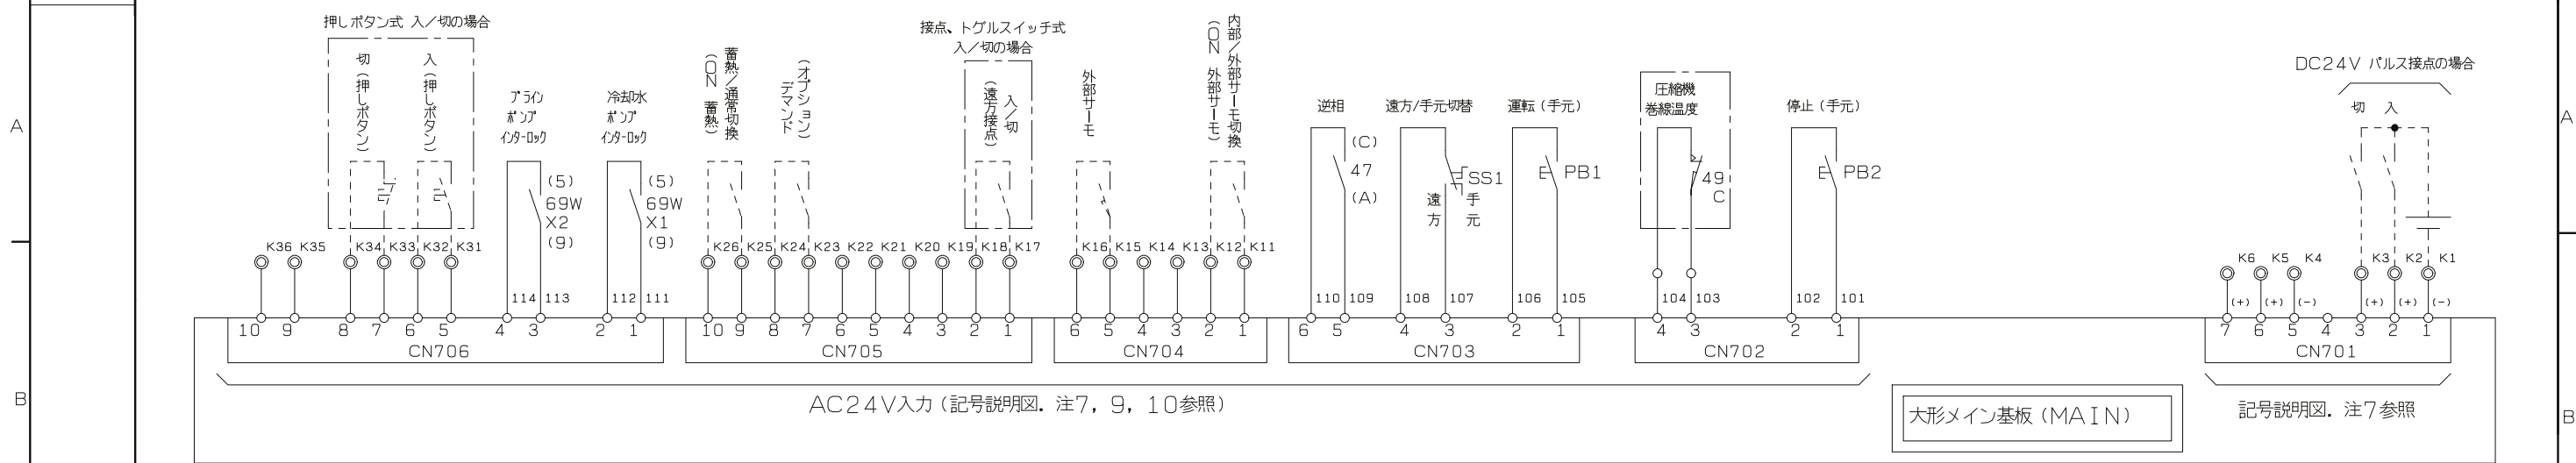 押しボタン式 入／切の場合
切（押しボタン）
入（押しボタン）
ブライン
ポンプ
インターロック
冷却水
ポンプ
インターロック
蓄熱／通常切換
（ON 蓄熱）
（オプション）
デマンド
接点、トグルスイッチ式
入／切の場合
入／切
（遠方接点）
外部サーモ
内部／外部サーモ切換
（ON 外部サーモ）
逆相
遠方/手元切替
運転（手元）
圧縮機
巻線温度
停止（手元）
DC24V パルス接点の場合
切 入
A
A
（5）
69W
X2
（9）
（5）
69W
X1
（9）
（C）
47
（A）
SS1
遠方
手元
PB1
49
C
PB2
K36 K35 K34 K33 K32 K31 K26 K25 K24 K23 K22 K21 K20 K19 K18 K17 K16 K15 K14 K13 K12 K11
K6 K5 K4 K3 K2 K1
114 113 112 111 110 109 108 107 106 105 104 103 102 101
(+) (+) (-) (+) (+) (-)
10 9 8 7 6 5 4 3 2 1
CN706
10 9 8 7 6 5 4 3 2 1
CN705
6 5 4 3 2 1
CN704
6 5 4 3 2 1
CN703
4 3 2 1
CN702
7 6 5 4 3 2 1
CN701
B
AC24V入力（記号説明図．注7，9，10参照）
大形メイン基板（MAIN）
記号説明図．注7参照
B